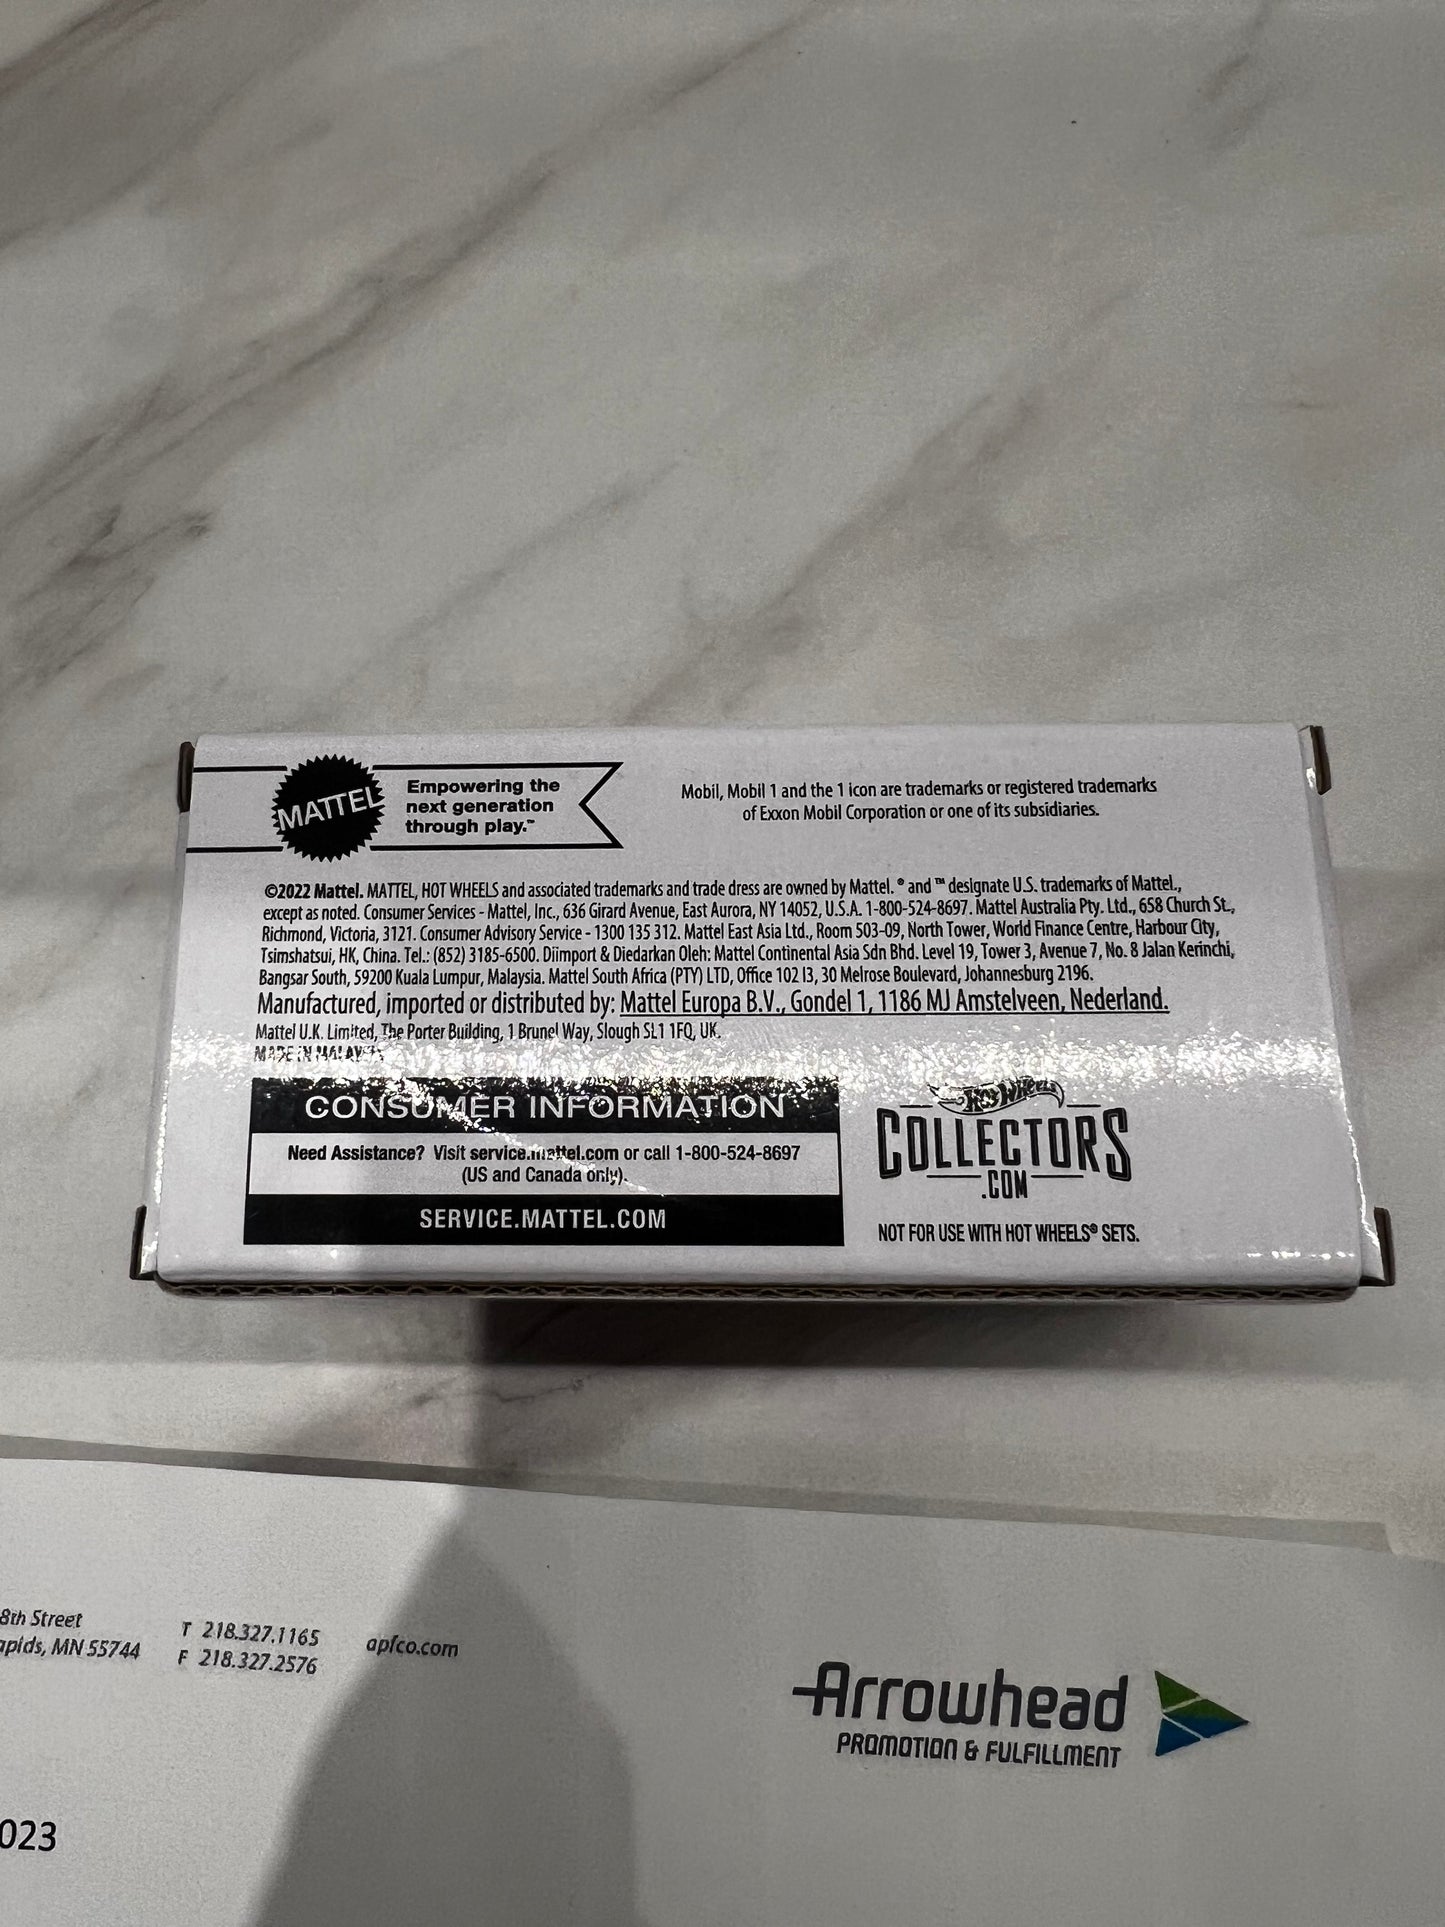 MATTEL
Empowering the
next generation
through play.™
Mobil, Mobil 1 and the 1 icon are trademarks or registered trademarks
of Exxon Mobil Corporation or one of its subsidiaries.
©2022 Mattel. MATTEL, HOT WHEELS and associated trademarks and trade dress are owned by Mattel. ® and ™ designate U.S. trademarks of Mattel.,
except as noted. Consumer Services - Mattel, Inc., 636 Girard Avenue, East Aurora, NY 14052, U.S.A. 1-800-524-8697. Mattel Australia Pty. Ltd., 658 Church St.,
Richmond, Victoria, 3121. Consumer Advisory Service - 1300 135 312. Mattel East Asia Ltd., Room 503-09, North Tower, World Finance Centre, Harbour City,
Tsimshatsui, HK, China. Tel.: (852) 3185-6500. Diimport & Diedarkan Oleh: Mattel Continental Asia Sdn Bhd. Level 19, Tower 3, Avenue 7, No. 8 Jalan Kerinchi,
Bangsar South, 59200 Kuala Lumpur, Malaysia. Mattel South Africa (PTY) LTD, Office 102 I3, 30 Melrose Boulevard, Johannesburg 2196.
Manufactured, imported or distributed by: Mattel Europa B.V., Gondel 1, 1186 MJ Amstelveen, Nederland.
Mattel U.K. Limited, The Porter Building, 1 Brunel Way, Slough SL1 1FQ, UK.
MADE IN MALAYSIA
CONSUMER INFORMATION
Need Assistance? Visit service.mattel.com or call 1-800-524-8697
(US and Canada only).
SERVICE.MATTEL.COM
Hot Wheels
COLLECTORS
.COM
NOT FOR USE WITH HOT WHEELS® SETS.
8th Street
apids, MN 55744
T 218.327.1165
F 218.327.2576
apfco.com
Arrowhead
PROMOTION & FULFILLMENT
023